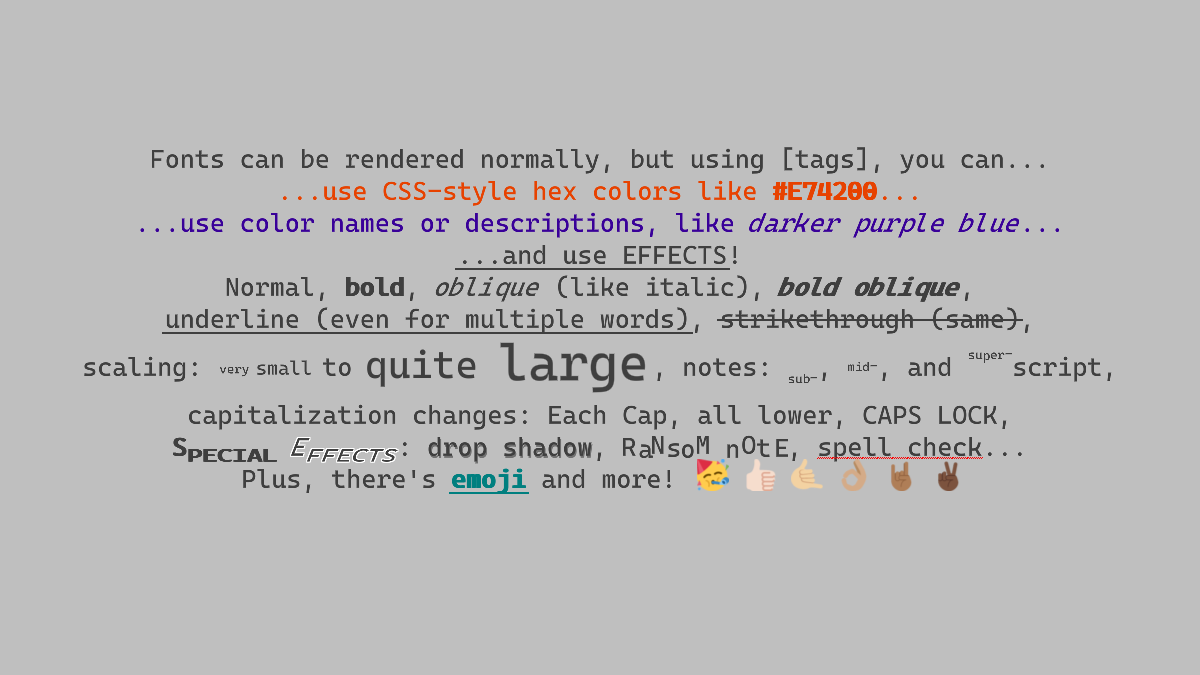 Fonts can be rendered normally, but using [tags], you can...
...use CSS-style hex colors like #E74200...
...use color names or descriptions, like darker purple blue...
...and use EFFECTS!
Normal, bold, oblique (like italic), bold oblique,
underline (even for multiple words), strikethrough (same),
scaling: very small to quite large, notes: sub-, mid-, and super-script,
capitalization changes: Each Cap, all lower, CAPS LOCK,
SPECIAL EFFECTS: drop shadow, RaNsoM nOtE, spell check...
Plus, there's emoji and more! 🥳 👍🏻 🤙🏼 👌🏽 🤘🏾 ✌🏿